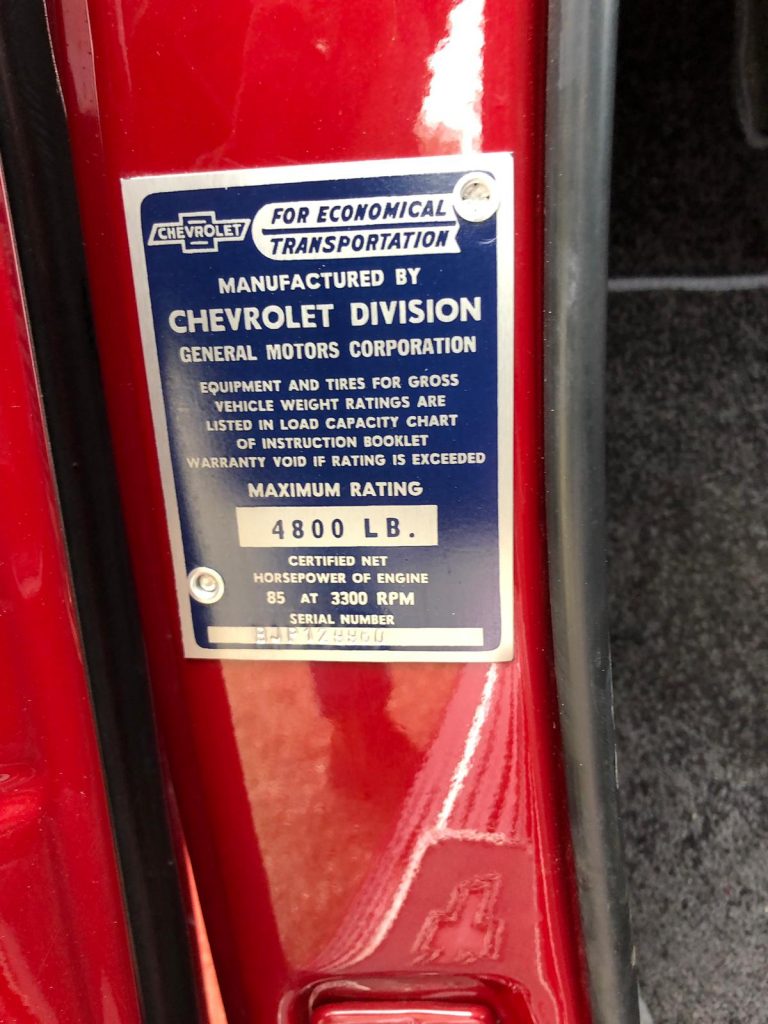 CHEVROLET
FOR ECONOMICAL
TRANSPORTATION
MANUFACTURED BY
CHEVROLET DIVISION
GENERAL MOTORS CORPORATION
EQUIPMENT AND TIRES FOR GROSS
VEHICLE WEIGHT RATINGS ARE
LISTED IN LOAD CAPACITY CHART
OF INSTRUCTION BOOKLET
WARRANTY VOID IF RATING IS EXCEEDED
MAXIMUM RATING
4800 LB.
CERTIFIED NET
HORSEPOWER OF ENGINE
85 AT 3300 RPM
SERIAL NUMBER